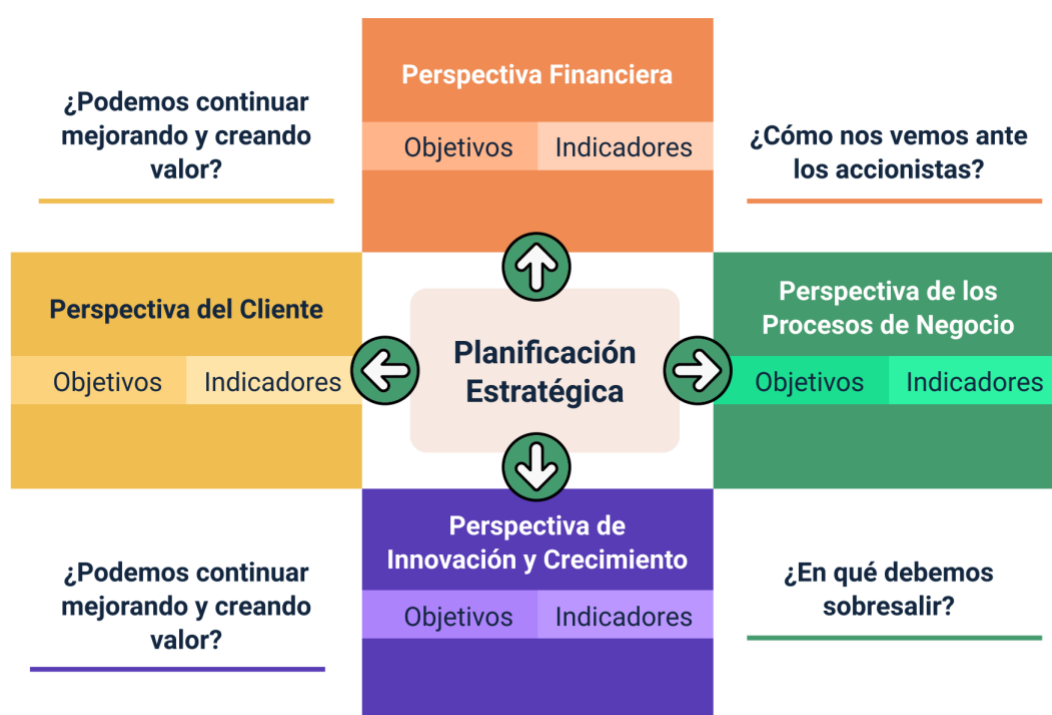 Perspectiva Financiera
Objetivos Indicadores
¿Podemos continuar
mejorando y creando
valor?
¿Cómo nos vemos ante
los accionistas?
Perspectiva del Cliente
Objetivos Indicadores
Planificación
Estratégica
Perspectiva de los
Procesos de Negocio
Objetivos Indicadores
Perspectiva de
Innovación y Crecimiento
Objetivos Indicadores
¿Podemos continuar
mejorando y creando
valor?
¿En qué debemos
sobresalir?